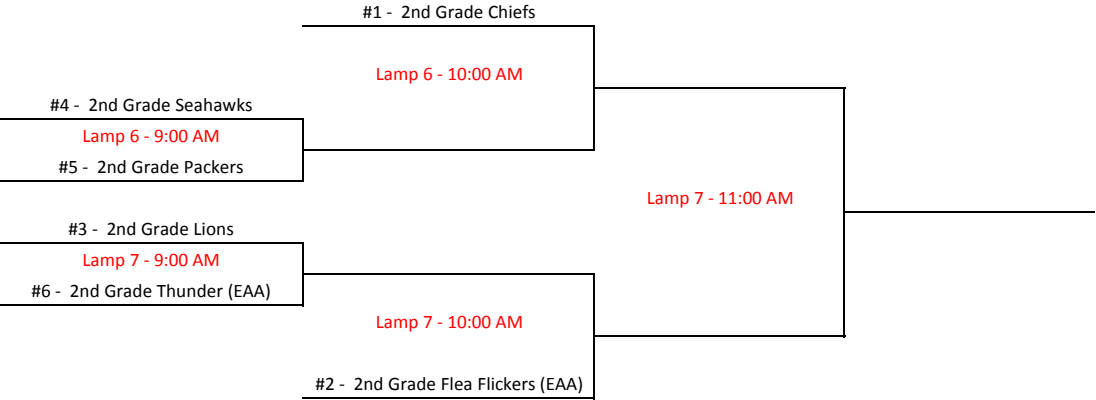 #1 - 2nd Grade Chiefs
Lamp 6 - 10:00 AM
#4 - 2nd Grade Seahawks
Lamp 6 - 9:00 AM
#5 - 2nd Grade Packers
Lamp 7 - 11:00 AM
#3 - 2nd Grade Lions
Lamp 7 - 9:00 AM
#6 - 2nd Grade Thunder (EAA)
Lamp 7 - 10:00 AM
#2 - 2nd Grade Flea Flickers (EAA)